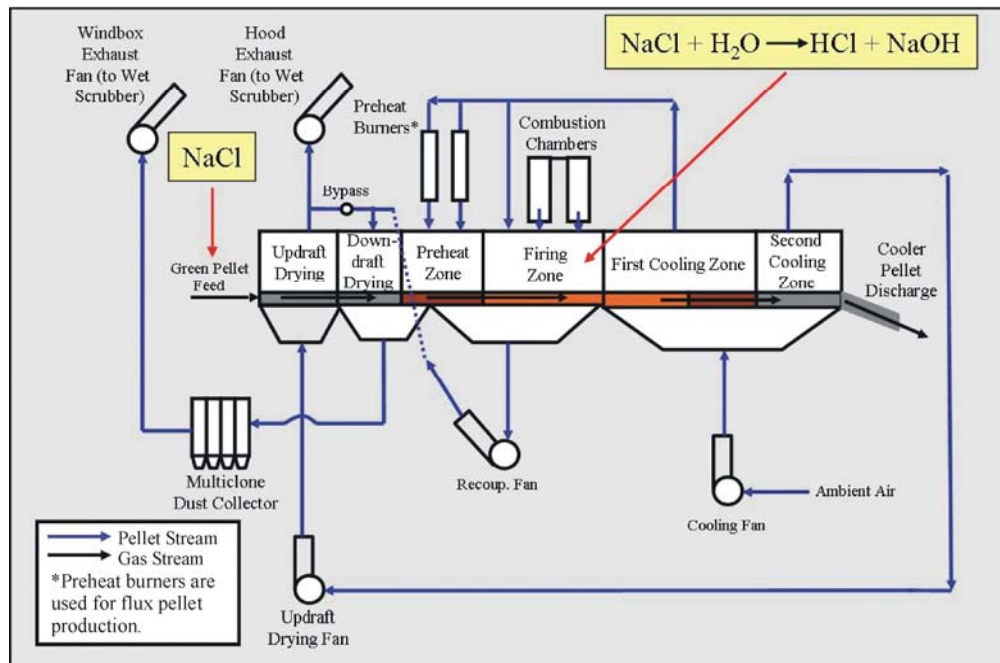 Windbox
Exhaust
Fan (to Wet
Scrubber)
Hood
Exhaust
Fan (to Wet
Scrubber)
NaCl + H₂O → HCl + NaOH
Preheat
Burners*
Combustion
Chambers
NaCl
Bypass
Green Pellet
Feed
Updraft
Drying
Down-
draft
Drying
Preheat
Zone
Firing
Zone
First Cooling Zone
Second
Cooling
Zone
Cooler
Pellet
Discharge
Multiclone
Dust Collector
Recoup. Fan
Cooling Fan
Ambient Air
Updraft
Drying Fan
Pellet Stream
Gas Stream
*Preheat burners are
used for flux pellet
production.